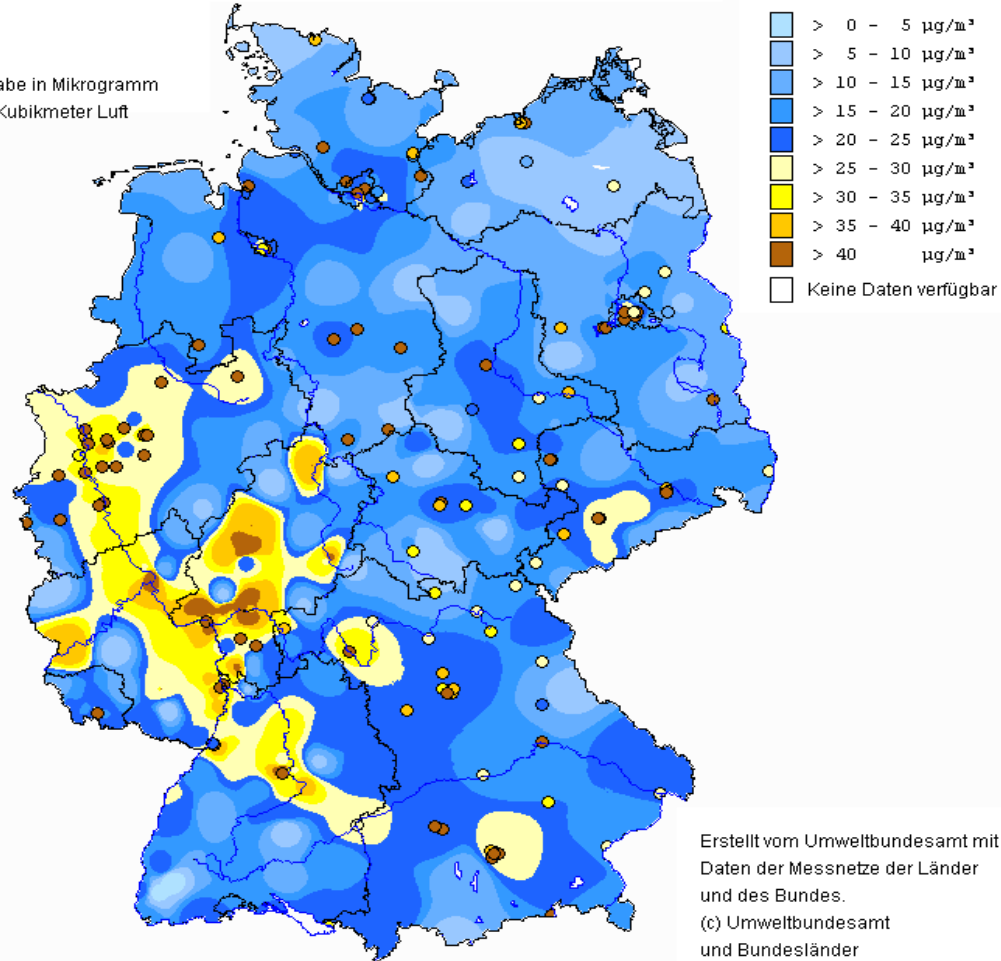 > 0 - 5 µg/m³
> 5 - 10 µg/m³
> 10 - 15 µg/m³
> 15 - 20 µg/m³
> 20 - 25 µg/m³
> 25 - 30 µg/m³
> 30 - 35 µg/m³
> 35 - 40 µg/m³
> 40 µg/m³
Keine Daten verfügbar
abe in Mikrogramm
Kubikmeter Luft
Erstellt vom Umweltbundesamt mit
Daten der Messnetze der Länder
und des Bundes.
(c) Umweltbundesamt
und Bundesländer